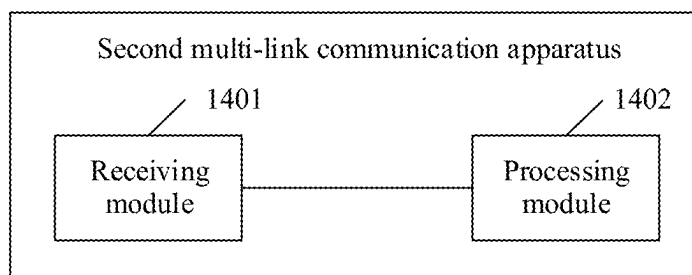 Second multi-link communication apparatus
1401
1402
Receiving
module
Processing
module